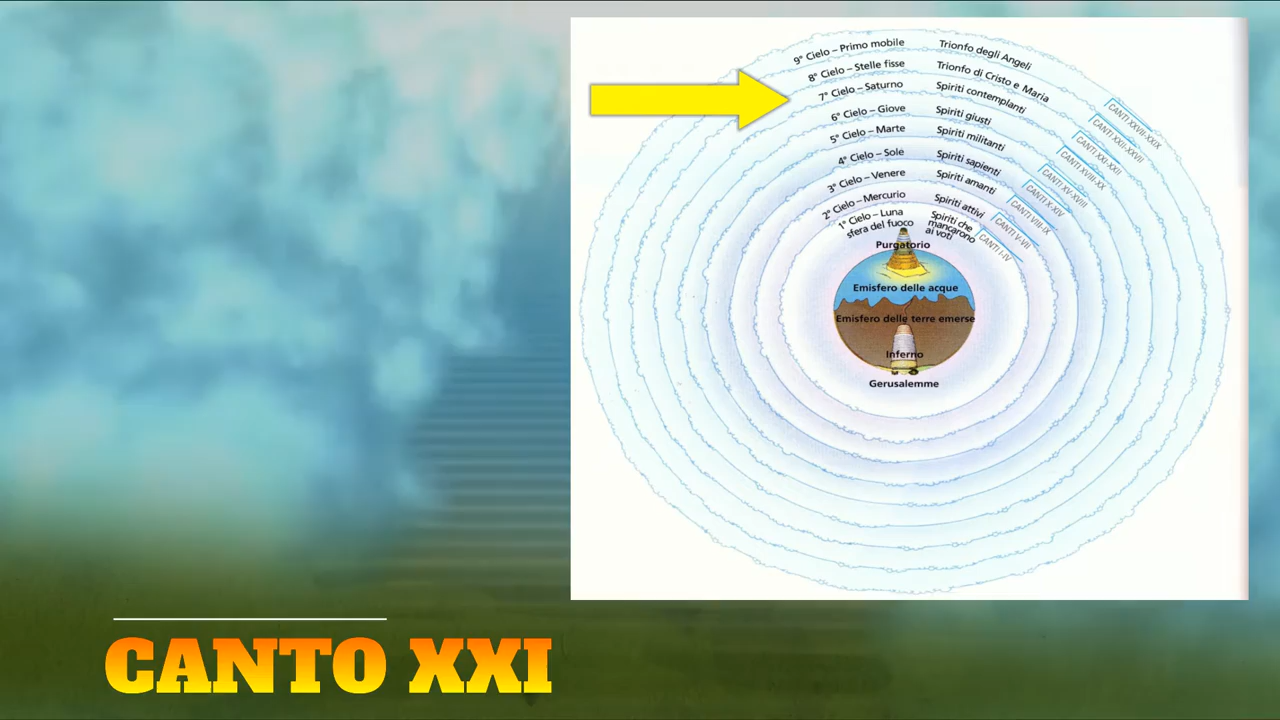 9° Cielo – Primo mobile Trionfo degli Angeli
8° Cielo – Stelle fisse Trionfo di Cristo e Maria
7° Cielo – Saturno Spiriti contemplanti
6° Cielo – Giove Spiriti giusti
5° Cielo – Marte Spiriti militanti
4° Cielo – Sole Spiriti sapienti
3° Cielo – Venere Spiriti amanti
2° Cielo – Mercurio Spiriti attivi
1° Cielo – Luna
sfera del fuoco
Spiriti che
mancarono
ai voti
CANTI XXVII-XXIX
CANTI XXII-XXVII
CANTI XXI-XXII
CANTI XVIII-XX
CANTI XV-XVIII
CANTI X-XIV
CANTI VIII-IX
CANTI V-VII
CANTI I-IV
Purgatorio
Emisfero delle acque
Emisfero delle terre emerse
Inferno
Gerusalemme
CANTO XXI